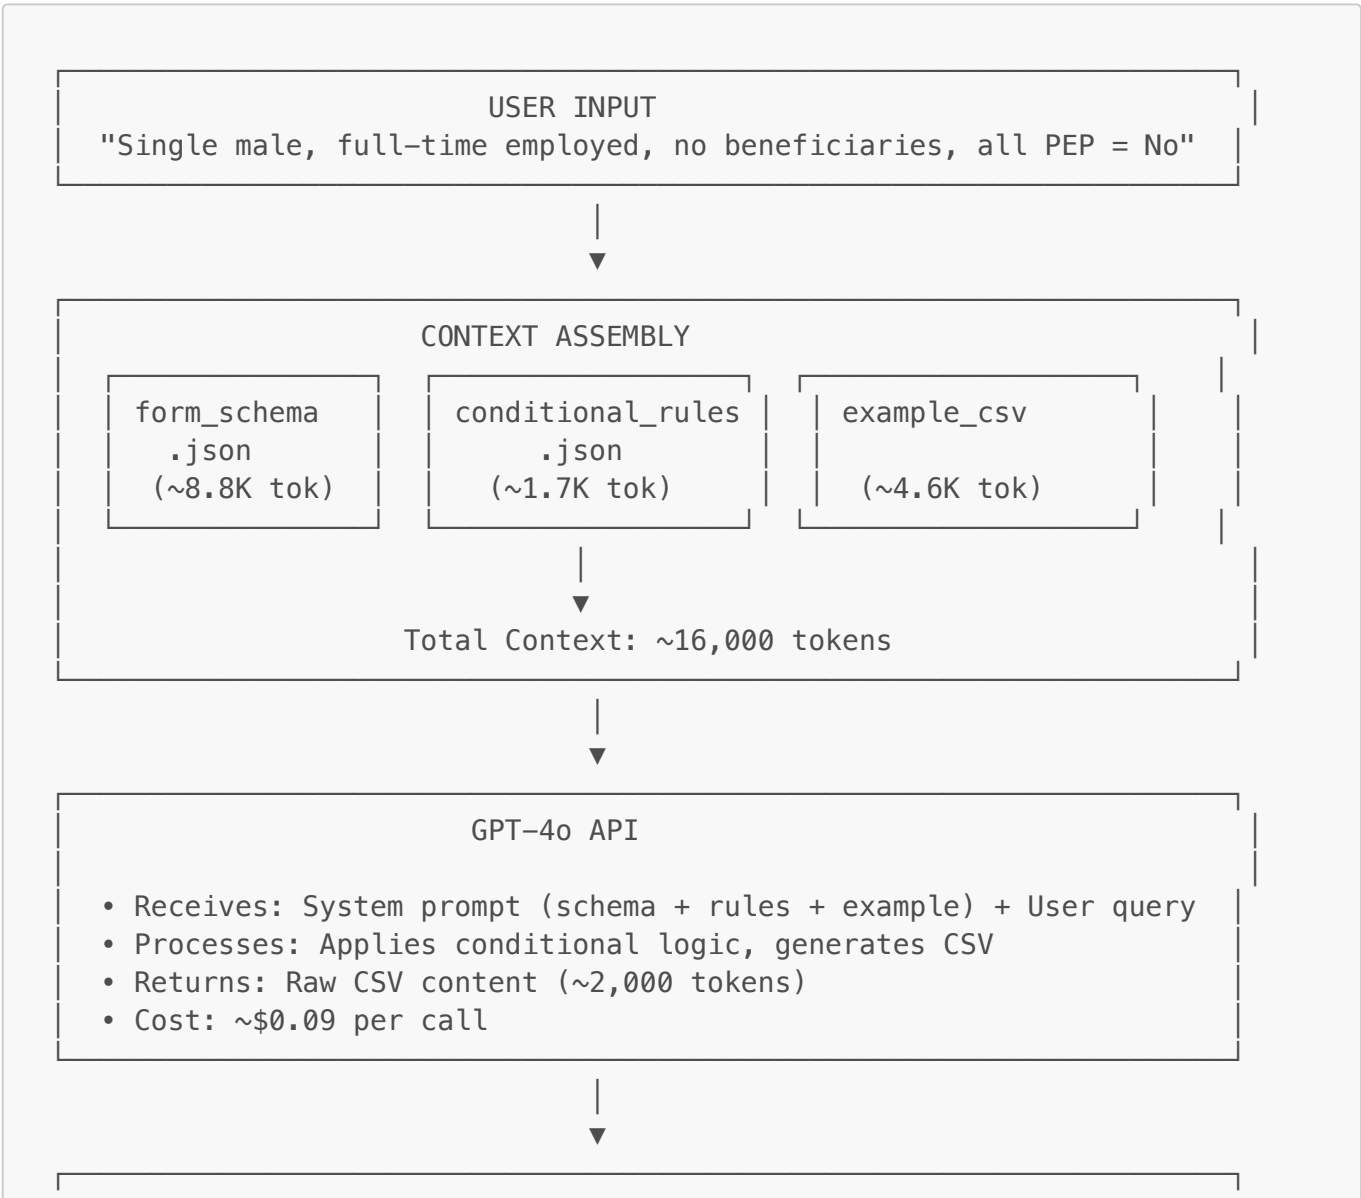 USER INPUT
"Single male, full-time employed, no beneficiaries, all PEP = No"
CONTEXT ASSEMBLY
form_schema conditional_rules example_csv
.json .json
(~8.8K tok) (~1.7K tok) (~4.6K tok)
Total Context: ~16,000 tokens
GPT-4o API
• Receives: System prompt (schema + rules + example) + User query
• Processes: Applies conditional logic, generates CSV
• Returns: Raw CSV content (~2,000 tokens)
• Cost: ~$0.09 per call